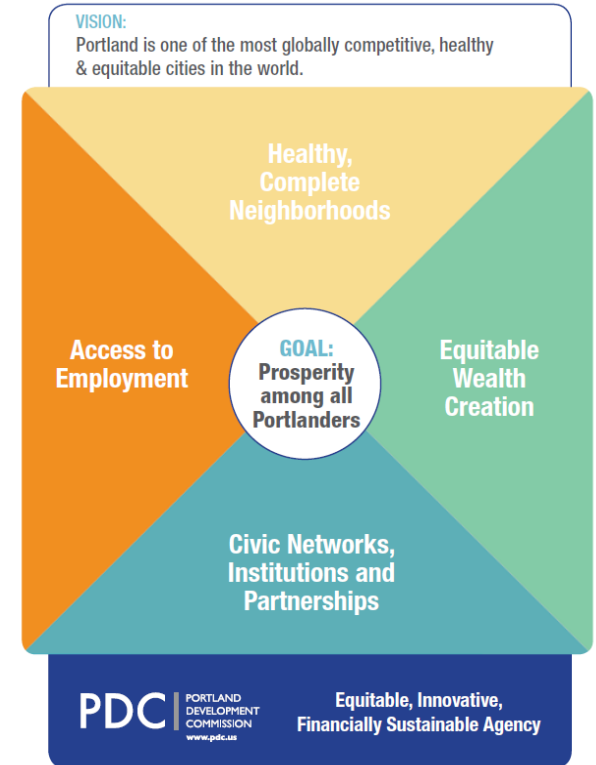 VISION:
Portland is one of the most globally competitive, healthy
& equitable cities in the world.
Healthy,
Complete
Neighborhoods
Access to
Employment
GOAL:
Prosperity
among all
Portlanders
Equitable
Wealth
Creation
Civic Networks,
Institutions and
Partnerships
PDC
PORTLAND
DEVELOPMENT
COMMISSION
www.pdc.us
Equitable, Innovative,
Financially Sustainable Agency